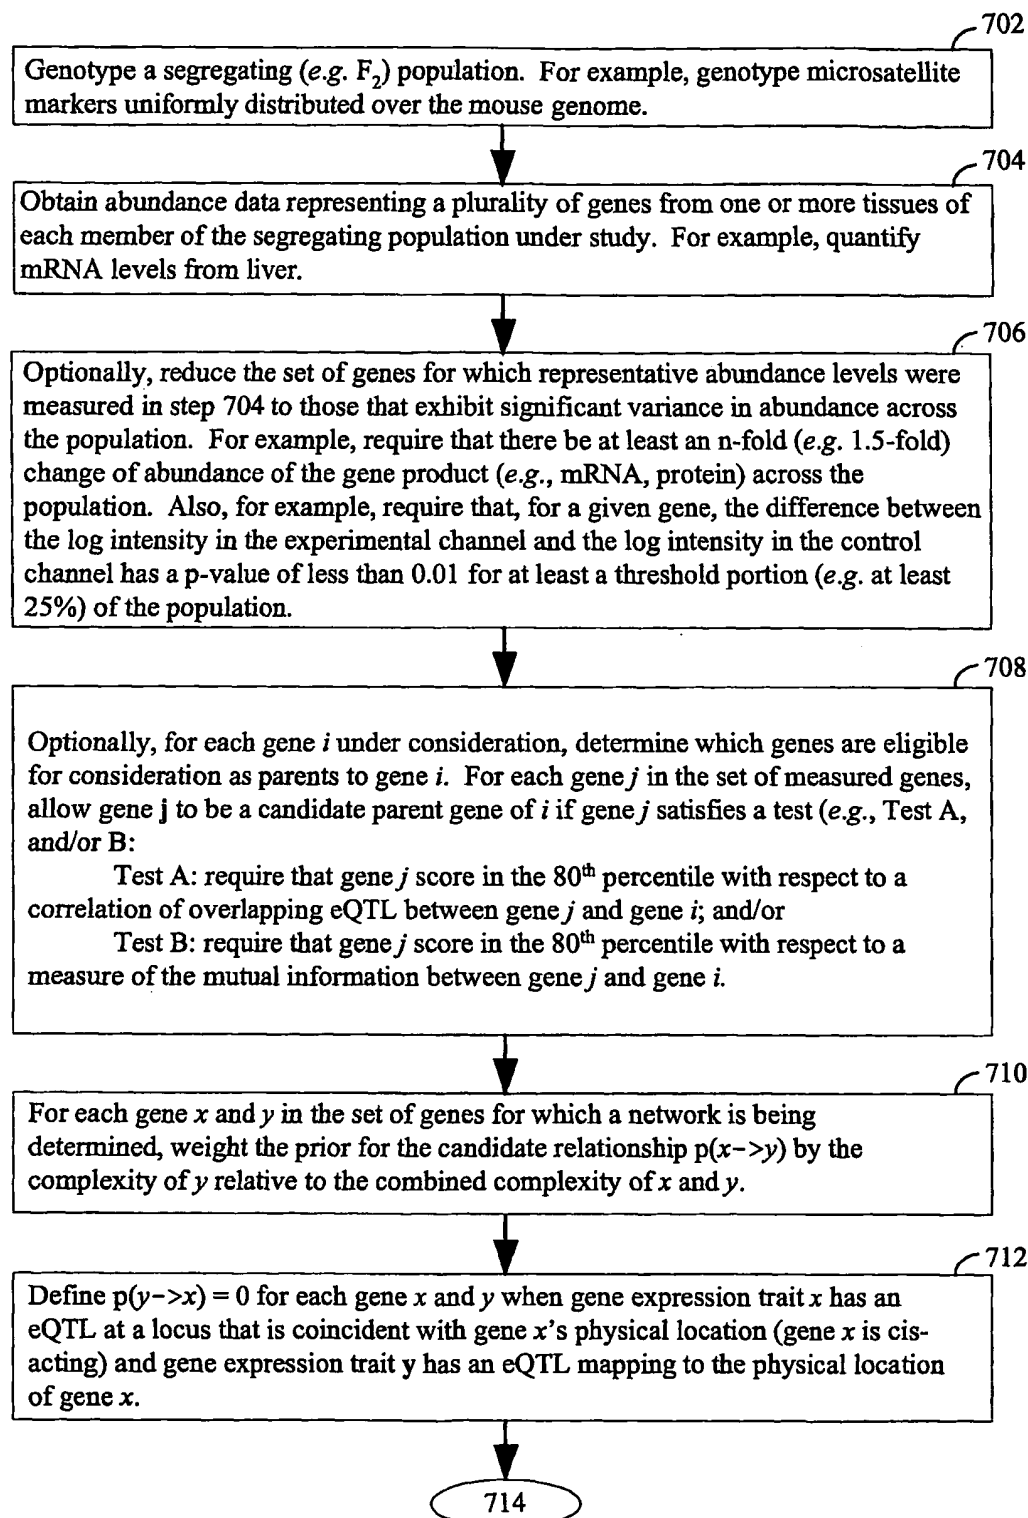 702
Genotype a segregating (e.g. F2) population. For example, genotype microsatellite
markers uniformly distributed over the mouse genome.
704
Obtain abundance data representing a plurality of genes from one or more tissues of
each member of the segregating population under study. For example, quantify
mRNA levels from liver.
706
Optionally, reduce the set of genes for which representative abundance levels were
measured in step 704 to those that exhibit significant variance in abundance across
the population. For example, require that there be at least an n-fold (e.g. 1.5-fold)
change of abundance of the gene product (e.g., mRNA, protein) across the
population. Also, for example, require that, for a given gene, the difference between
the log intensity in the experimental channel and the log intensity in the control
channel has a p-value of less than 0.01 for at least a threshold portion (e.g. at least
25%) of the population.
708
Optionally, for each gene i under consideration, determine which genes are eligible
for consideration as parents to gene i. For each gene j in the set of measured genes,
allow gene j to be a candidate parent gene of i if gene j satisfies a test (e.g., Test A,
and/or B:
Test A: require that gene j score in the 80th percentile with respect to a
correlation of overlapping eQTL between gene j and gene i; and/or
Test B: require that gene j score in the 80th percentile with respect to a
measure of the mutual information between gene j and gene i.
710
For each gene x and y in the set of genes for which a network is being
determined, weight the prior for the candidate relationship p(x->y) by the
complexity of y relative to the combined complexity of x and y.
712
Define p(y->x) = 0 for each gene x and y when gene expression trait x has an
eQTL at a locus that is coincident with gene x's physical location (gene x is cis-
acting) and gene expression trait y has an eQTL mapping to the physical location
of gene x.
714